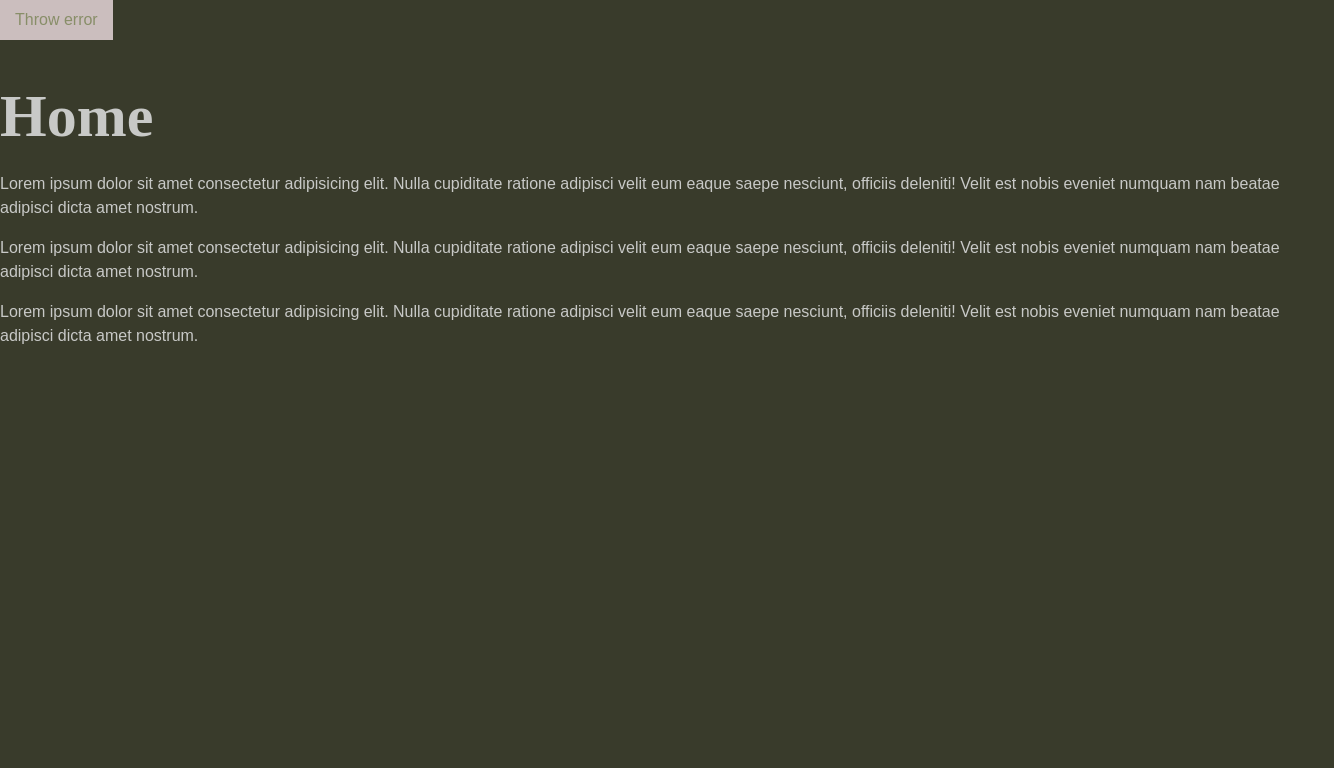 Throw error
Home
Lorem ipsum dolor sit amet consectetur adipisicing elit. Nulla cupiditate ratione adipisci velit eum eaque saepe nesciunt, officiis deleniti! Velit est nobis eveniet numquam nam beatae
adipisci dicta amet nostrum.
Lorem ipsum dolor sit amet consectetur adipisicing elit. Nulla cupiditate ratione adipisci velit eum eaque saepe nesciunt, officiis deleniti! Velit est nobis eveniet numquam nam beatae
adipisci dicta amet nostrum.
Lorem ipsum dolor sit amet consectetur adipisicing elit. Nulla cupiditate ratione adipisci velit eum eaque saepe nesciunt, officiis deleniti! Velit est nobis eveniet numquam nam beatae
adipisci dicta amet nostrum.